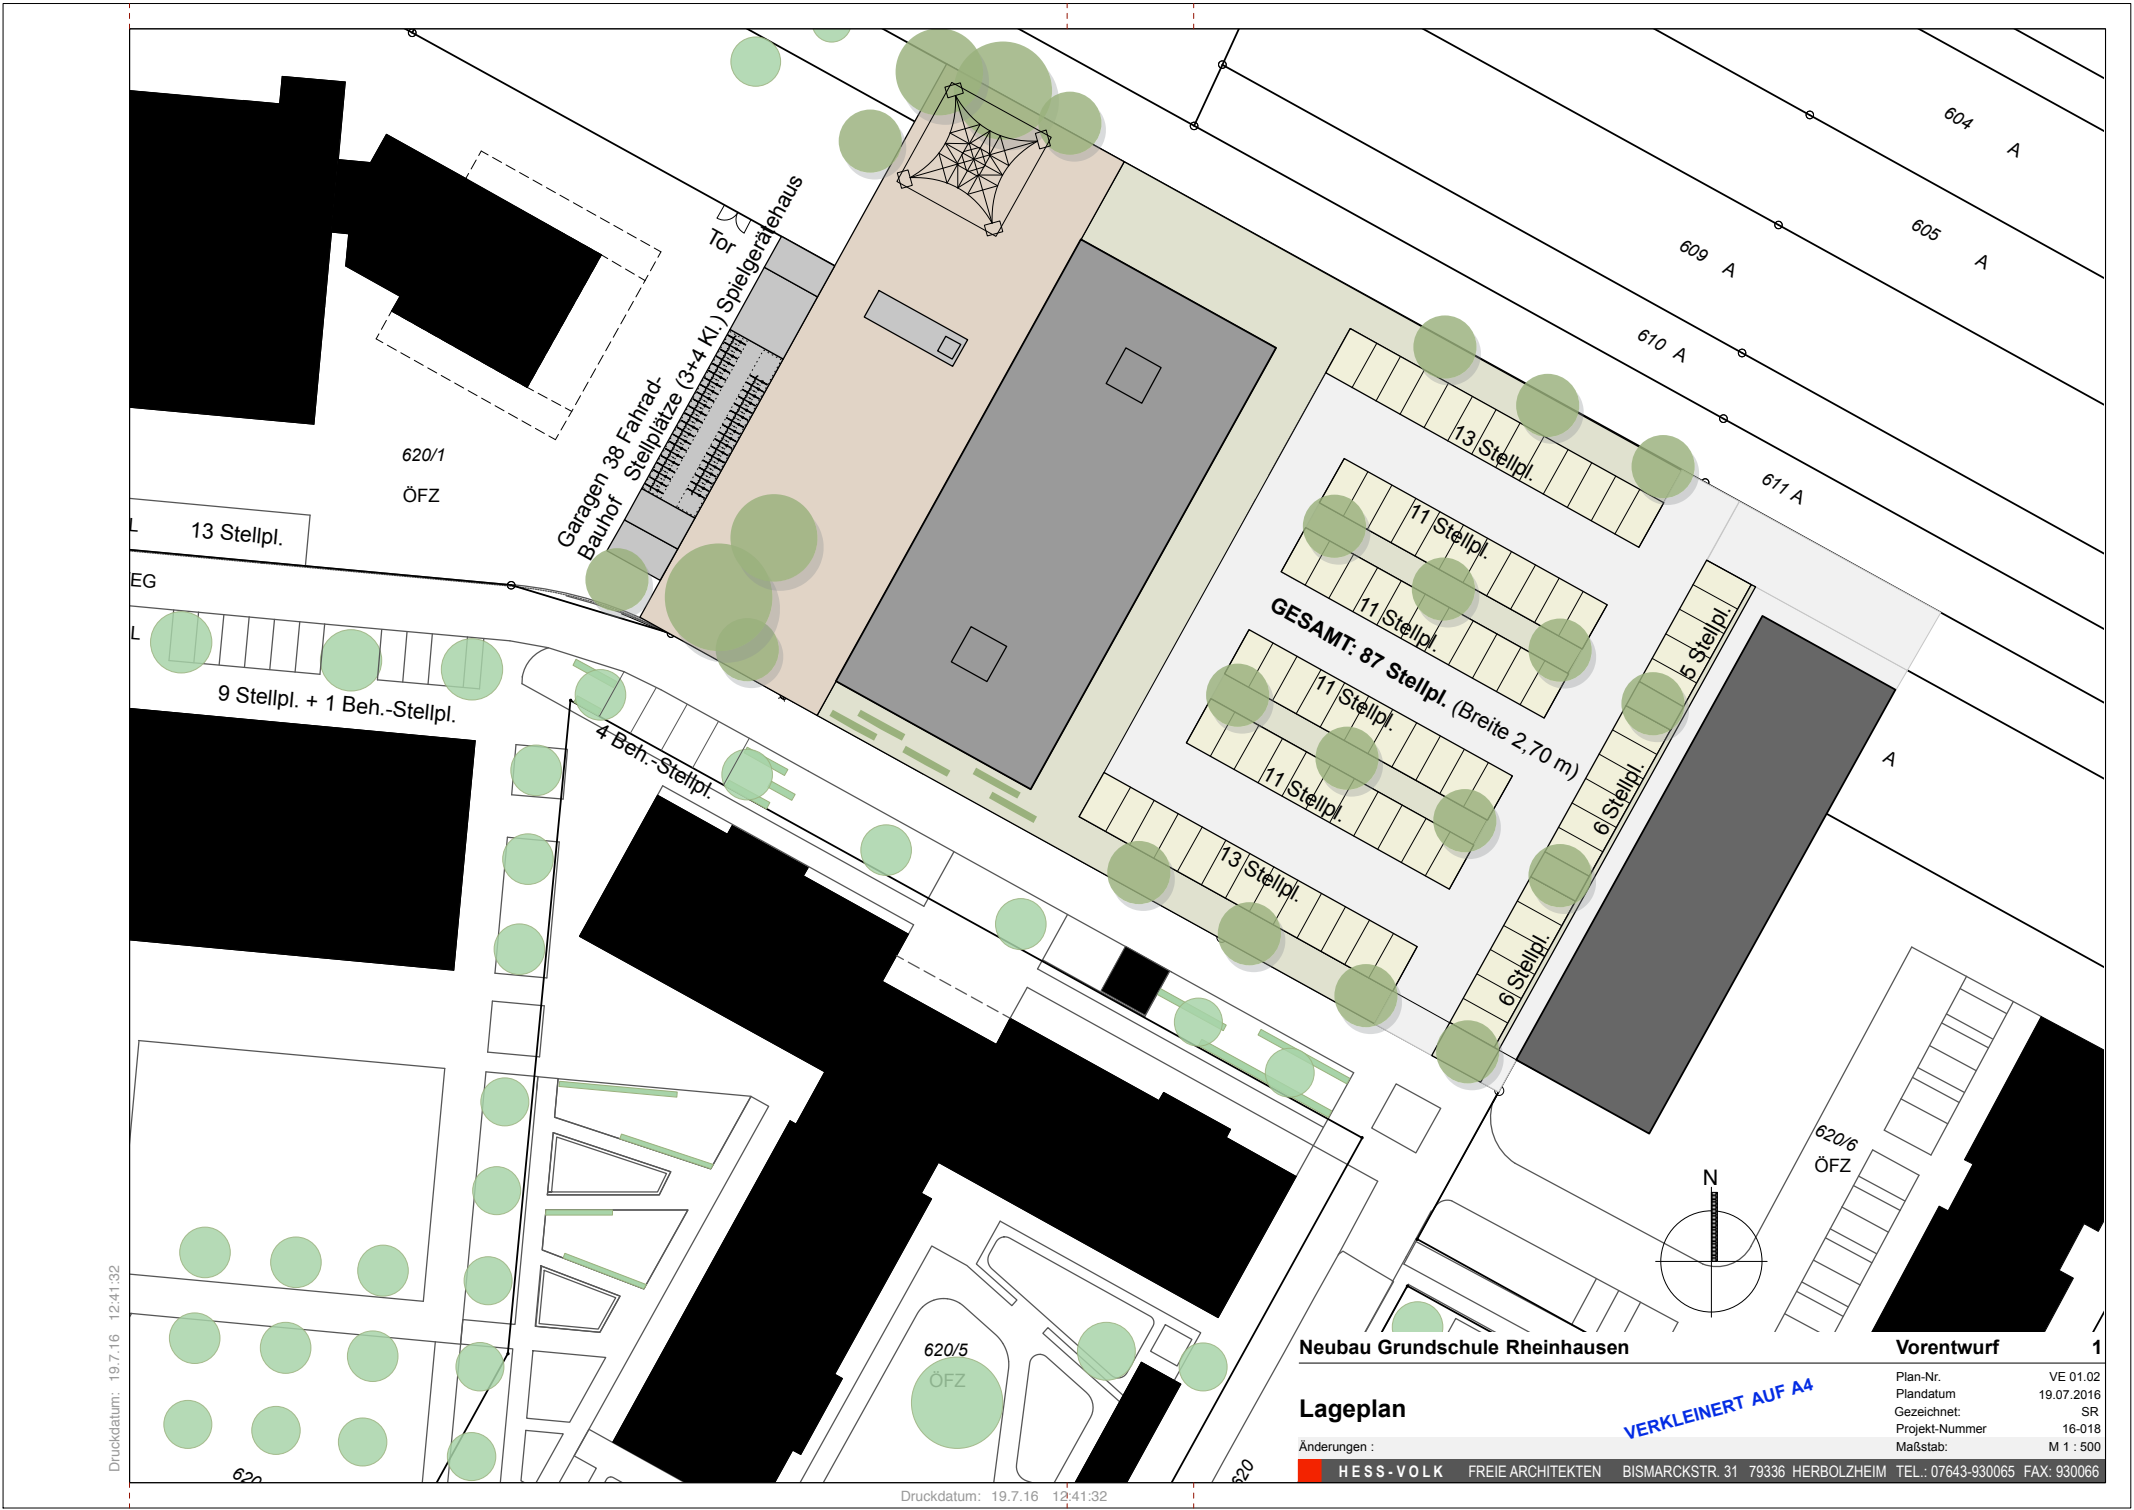 604
A
605
A
609 A
610 A
611 A
A
Tor
Garagen 38 Fahrad-
Bauhof Stellplätze (3+4 Kl.) Spielgerätehaus
620/1
ÖFZ
L
13 Stellpl.
EG
L
9 Stellpl. + 1 Beh.-Stellpl.
4 Beh.-Stellpl.
13 Stellpl.
11 Stellpl.
11 Stellpl.
GESAMT: 87 Stellpl. (Breite 2,70 m)
11 Stellpl.
11 Stellpl.
13 Stellpl.
5 Stellpl.
6 Stellpl.
6 Stellpl.
620/6
ÖFZ
N
620/5
ÖFZ
620
620
Neubau Grundschule Rheinhausen
Vorentwurf 1
Lageplan
VERKLEINERT AUF A4
Plan-Nr. VE 01.02
Plandatum 19.07.2016
Gezeichnet: SR
Projekt-Nummer 16-018
Änderungen :
Maßstab: M 1 : 500
HESS-VOLK FREIE ARCHITEKTEN BISMARCKSTR. 31 79336 HERBOLZHEIM TEL.: 07643-930065 FAX: 930066
Druckdatum: 19.7.16 12:41:32
Druckdatum: 19.7.16 12:41:32